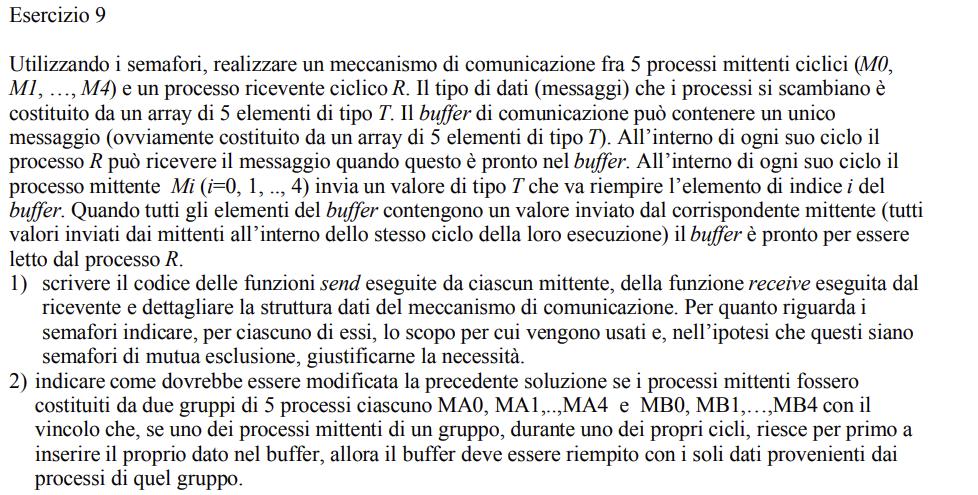 Esercizio 9
Utilizzando i semafori, realizzare un meccanismo di comunicazione fra 5 processi mittenti ciclici (M0,
M1, …, M4) e un processo ricevente ciclico R. Il tipo di dati (messaggi) che i processi si scambiano è
costituito da un array di 5 elementi di tipo T. Il buffer di comunicazione può contenere un unico
messaggio (ovviamente costituito da un array di 5 elementi di tipo T). All’interno di ogni suo ciclo il
processo R può ricevere il messaggio quando questo è pronto nel buffer. All’interno di ogni suo ciclo il
processo mittente Mi (i=0, 1, .., 4) invia un valore di tipo T che va riempire l’elemento di indice i del
buffer. Quando tutti gli elementi del buffer contengono un valore inviato dal corrispondente mittente (tutti
valori inviati dai mittenti all’interno dello stesso ciclo della loro esecuzione) il buffer è pronto per essere
letto dal processo R.
1) scrivere il codice delle funzioni send eseguite da ciascun mittente, della funzione receive eseguita dal
ricevente e dettagliare la struttura dati del meccanismo di comunicazione. Per quanto riguarda i
semafori indicare, per ciascuno di essi, lo scopo per cui vengono usati e, nell’ipotesi che questi siano
semafori di mutua esclusione, giustificarne la necessità.
2) indicare come dovrebbe essere modificata la precedente soluzione se i processi mittenti fossero
costituiti da due gruppi di 5 processi ciascuno MA0, MA1,..,MA4 e MB0, MB1,…,MB4 con il
vincolo che, se uno dei processi mittenti di un gruppo, durante uno dei propri cicli, riesce per primo a
inserire il proprio dato nel buffer, allora il buffer deve essere riempito con i soli dati provenienti dai
processi di quel gruppo.